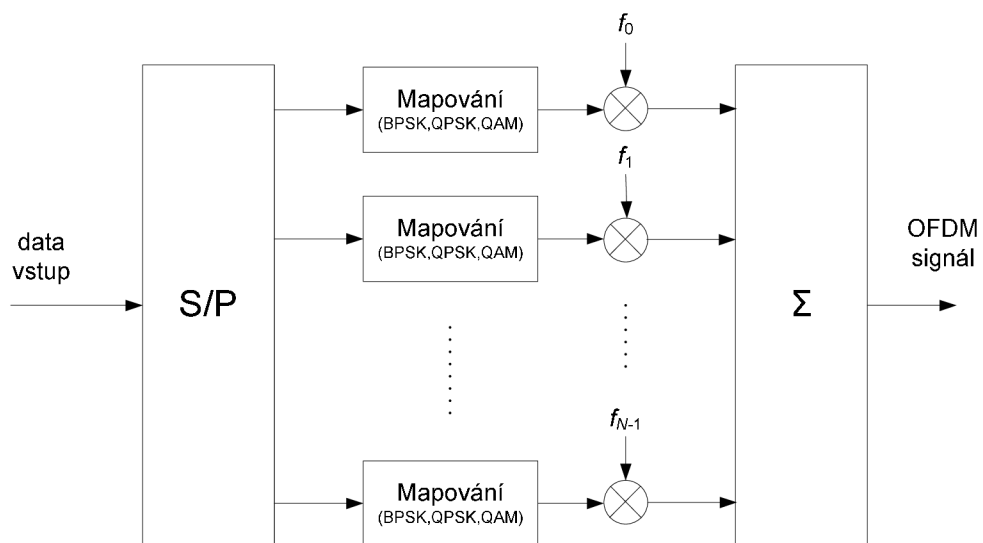 f0
Mapování
(BPSK,QPSK,QAM)
f1
Mapování
(BPSK,QPSK,QAM)
data
vstup
S/P
Σ
OFDM
signál
fN-1
Mapování
(BPSK,QPSK,QAM)